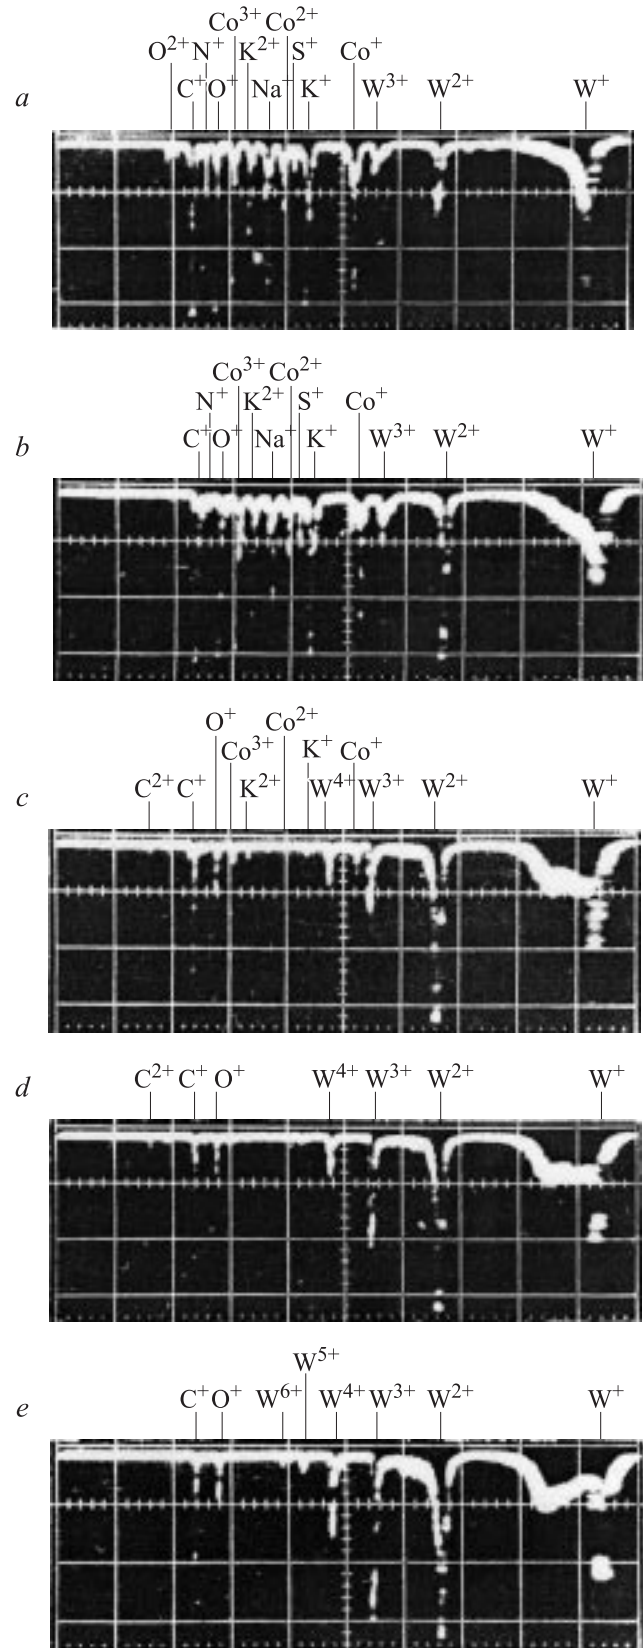 Co³⁺ Co²⁺
O²⁺ N⁺ K²⁺ S⁺ Co⁺
a C⁺ O⁺ Na⁺ K⁺ W³⁺ W²⁺ W⁺
Co³⁺ Co²⁺
N⁺ K²⁺ S⁺ Co⁺
b C⁺ O⁺ Na⁺ K⁺ W³⁺ W²⁺ W⁺
O⁺ Co²⁺
Co³⁺ K⁺ Co⁺
c C²⁺ C⁺ K²⁺ W⁴⁺ W³⁺ W²⁺ W⁺
d C²⁺ C⁺ O⁺ W⁴⁺ W³⁺ W²⁺ W⁺
W⁵⁺
e C⁺ O⁺ W⁶⁺ W⁴⁺ W³⁺ W²⁺ W⁺